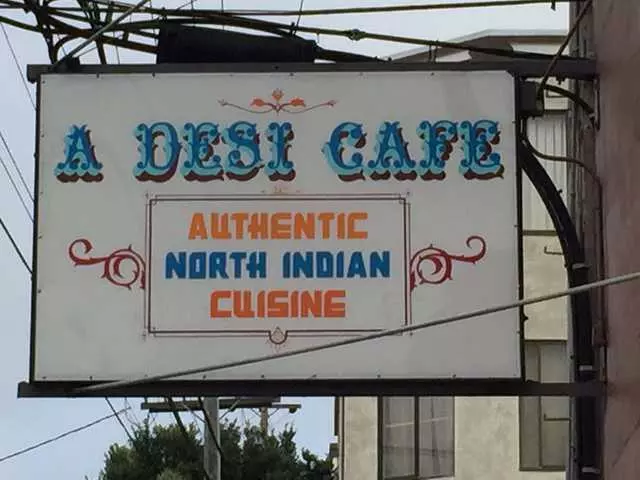 A DESI CAFE
AUTHENTIC
NORTH INDIAN
CUISINE